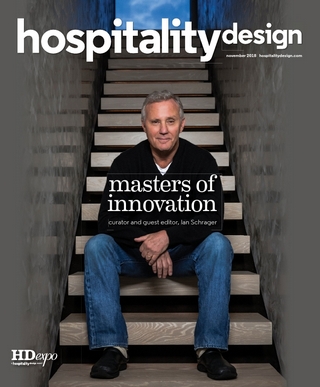 hospitalitydesign
november 2018 hospitalitydesign.com
masters of
innovation
curator and guest editor, Ian Schrager
HDexpo